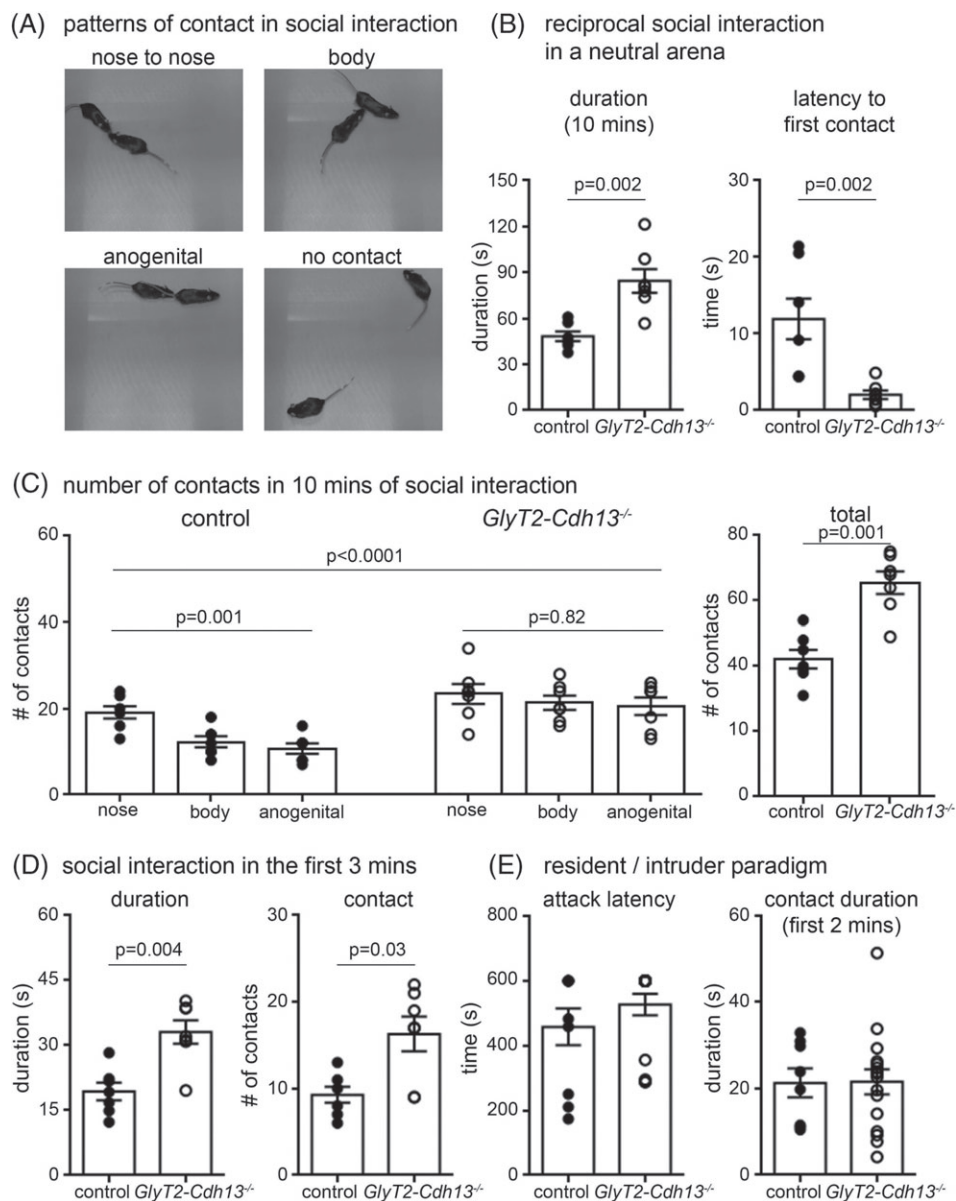 (A) patterns of contact in social interaction
nose to nose
body
anogenital
no contact
(B) reciprocal social interaction
in a neutral arena
duration
(10 mins)
150
120
90
60
30
0
duration (s)
p=0.002
control GlyT2-Cdh13-/-
latency to
first contact
30
20
10
0
time (s)
p=0.002
control GlyT2-Cdh13-/-
(C) number of contacts in 10 mins of social interaction
control
GlyT2-Cdh13-/-
60
40
20
0
# of contacts
p<0.0001
p=0.001
p=0.82
nose body anogenital
nose body anogenital
total
p=0.001
80
60
40
10
0
# of contacts
control GlyT2-Cdh13-/-
(D) social interaction in the first 3 mins
duration
60
45
30
15
0
duration (s)
p=0.004
control GlyT2-Cdh13-/-
contact
30
20
10
0
# of contacts
p=0.03
control GlyT2-Cdh13-/-
(E) resident / intruder paradigm
attack latency
800
600
400
200
0
time (s)
control GlyT2-Cdh13-/-
contact duration
(first 2 mins)
60
40
20
0
duration (s)
control GlyT2-Cdh13-/-